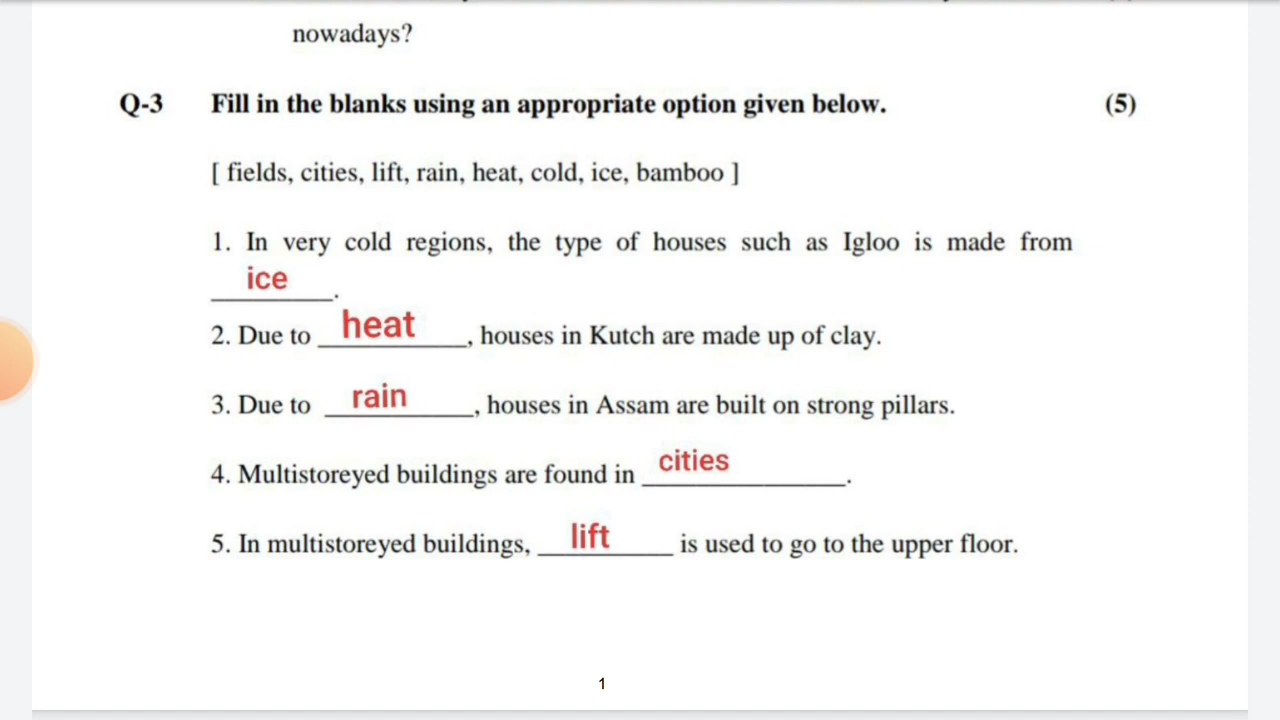 nowadays?
Q-3 Fill in the blanks using an appropriate option given below. (5)
[ fields, cities, lift, rain, heat, cold, ice, bamboo ]
1. In very cold regions, the type of houses such as Igloo is made from
ice.
2. Due to heat, houses in Kutch are made up of clay.
3. Due to rain, houses in Assam are built on strong pillars.
4. Multistoreyed buildings are found in cities.
5. In multistoreyed buildings, lift is used to go to the upper floor.
1